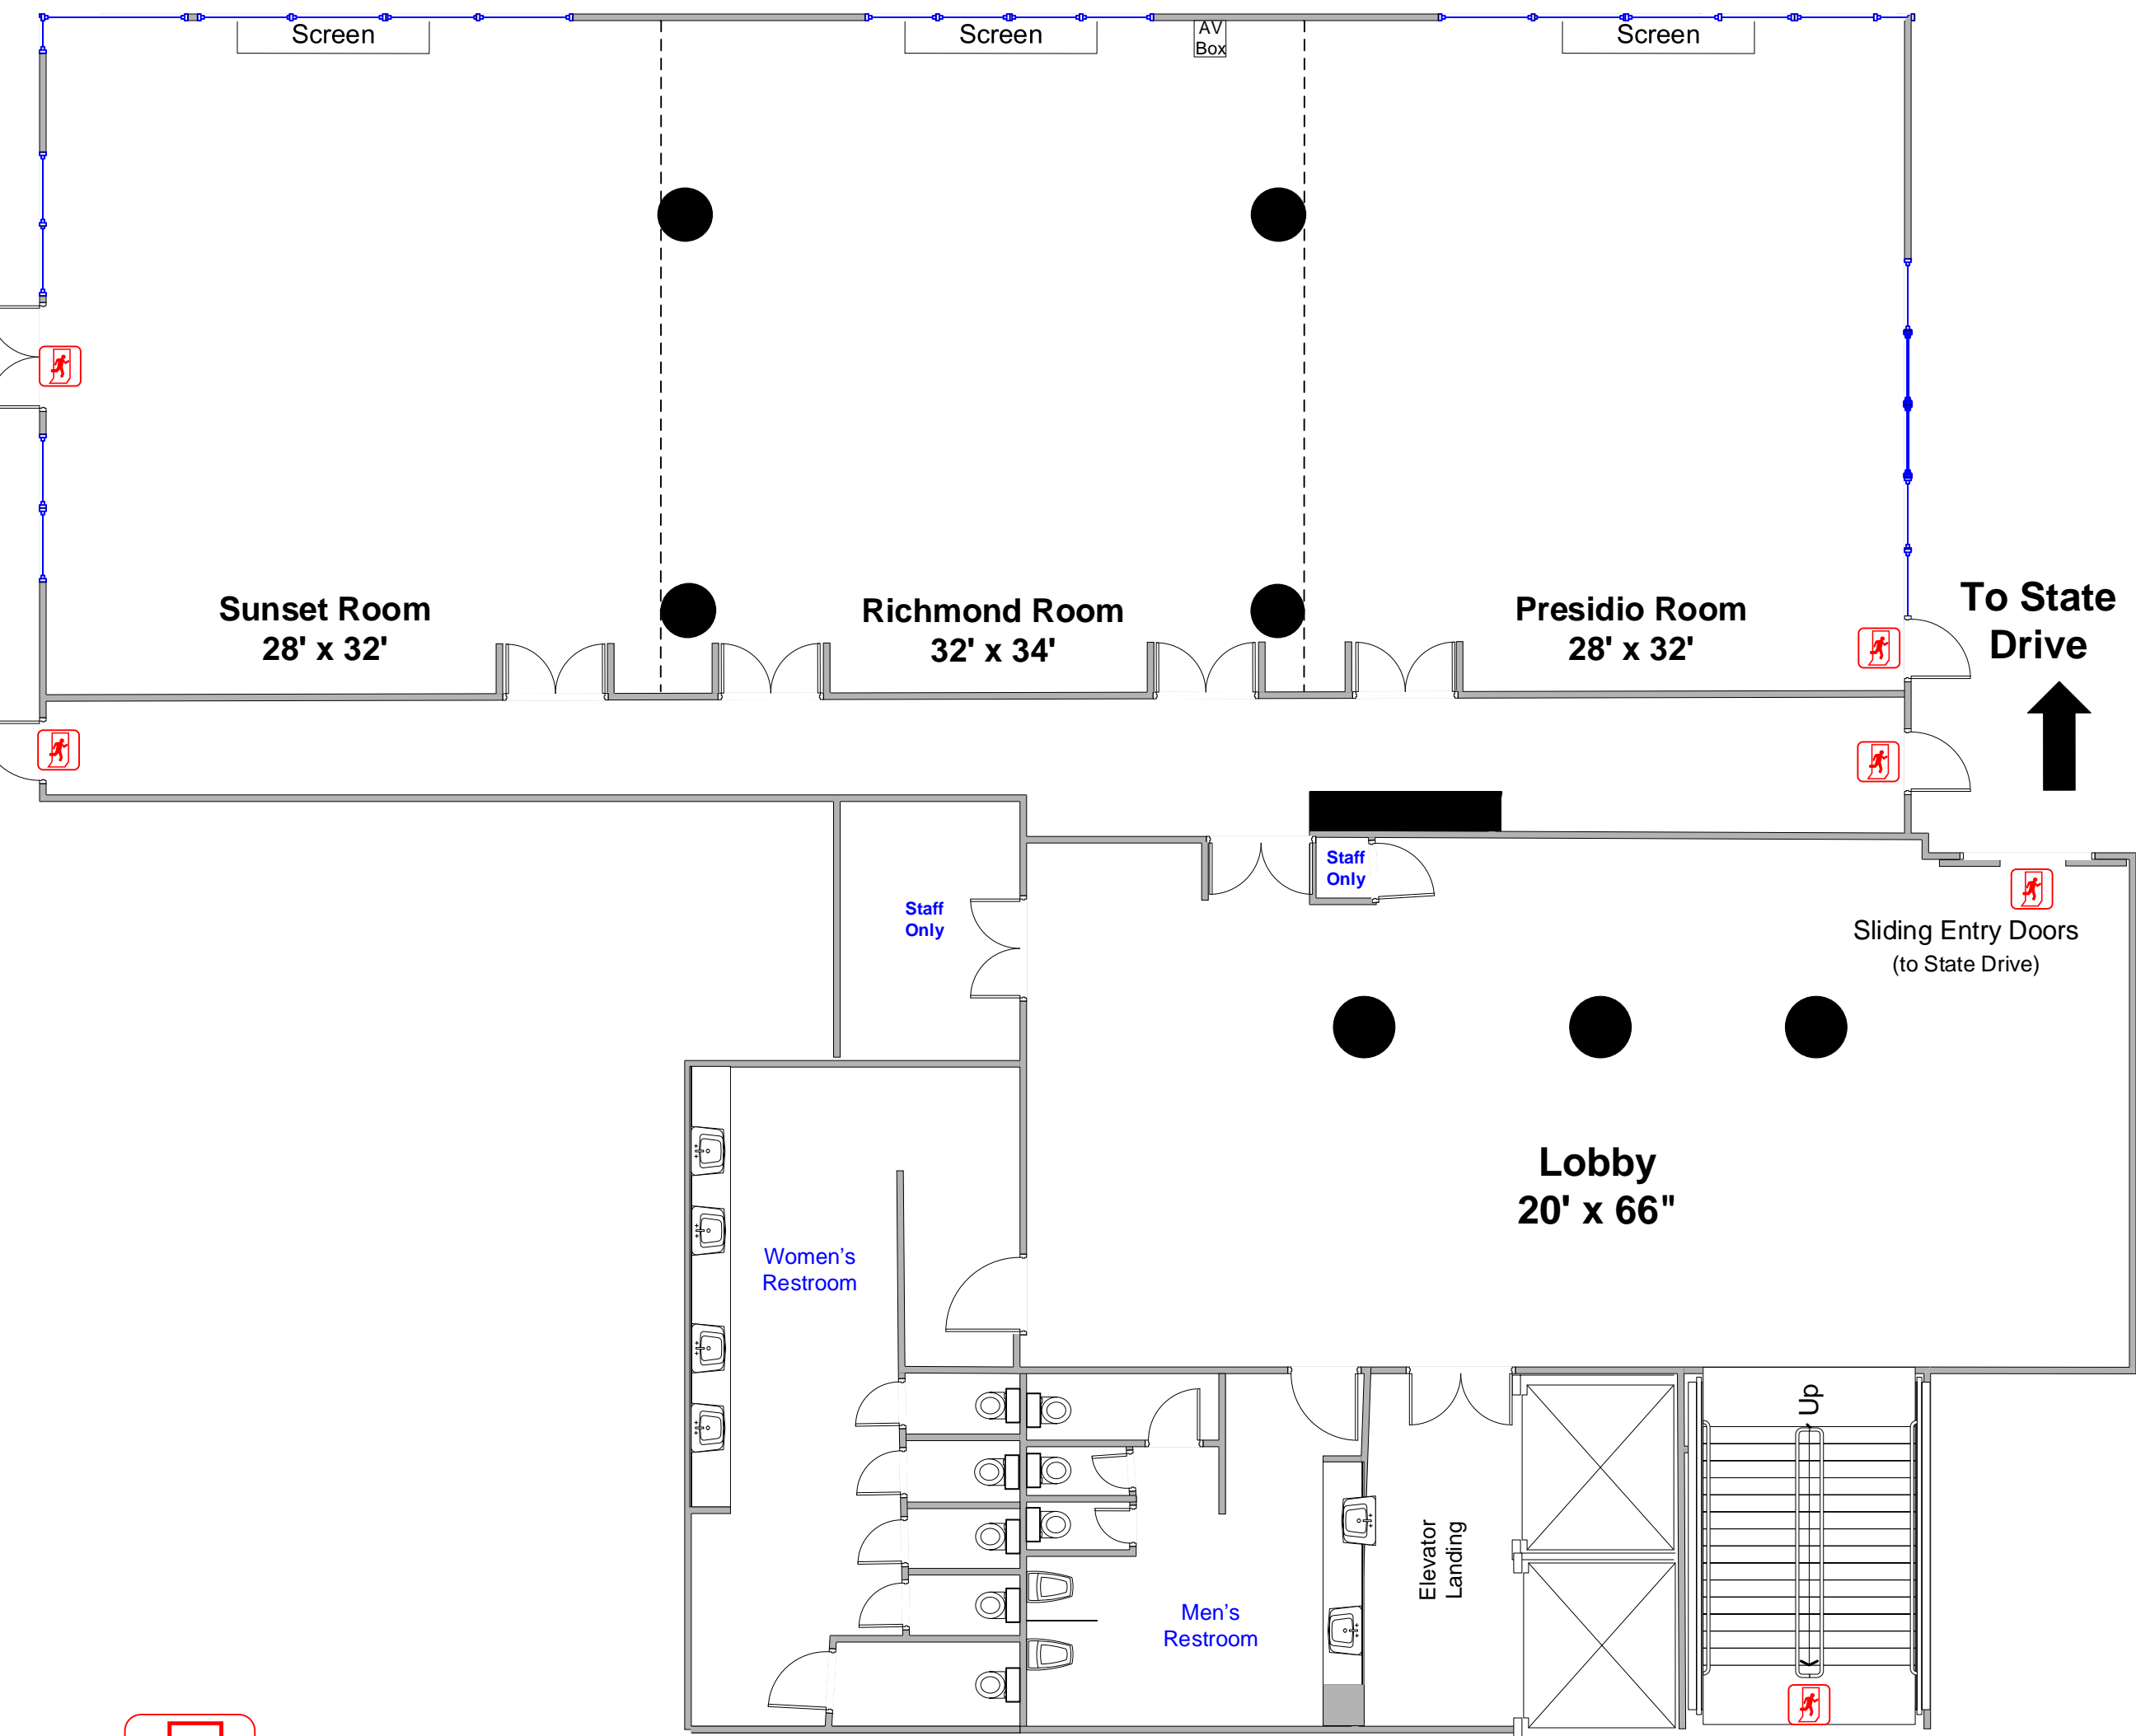 Screen
Screen
AV
Box
Screen
Sunset Room
28' x 32'
Richmond Room
32' x 34'
Presidio Room
28' x 32'
To State
Drive
Staff
Only
Staff
Only
Sliding Entry Doors
(to State Drive)
Lobby
20' x 66"
Women’s
Restroom
Up
Elevator
Landing
Men’s
Restroom